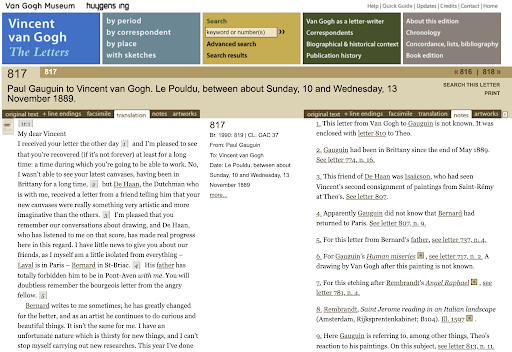 Van Gogh Museum huygens ing
Help | Quick Guide | Updates | Credits | Contact | Home
Vincent
van Gogh
The Letters
by period
by correspondent
by place
with sketches
Search
keyword or number(s)
Advanced search
Search results
Van Gogh as a letter-writer
Correspondents
Biographical & historical context
Publication history
About this edition
Chronology
Concordance, lists, bibliography
Book edition
817 817 « 816 | 818 »
Paul Gauguin to Vincent van Gogh. Le Pouldu, between about Sunday, 10 and Wednesday, 13
November 1889.
SEARCH THIS LETTER
PRINT
original text + line endings facsimile translation notes artworks
My dear Vincent
I received your letter the other day 1 and I'm pleased to see
that you're recovered (if it's not forever) at least for a long
time: a time during which you're going to be able to work. No,
I wasn't able to see your latest canvases, having been in
Brittany for a long time, 2 but De Haan, the Dutchman who
is with me, received a letter from a friend telling him that your
new canvases were really something very artistic and more
imaginative than the others. 3 I'm pleased that you
remember our conversations about drawing, and De Haan,
who has listened to me on that score, has made real progress
here in this regard. I have little news to give you about our
friends, as I myself am a little isolated from everything –
Laval is in Paris – Bernard in St-Briac. 4 His father has
totally forbidden him to be in Pont-Aven with me. You will
doubtless remember the bourgeois letter from the angry
fellow. 5
Bernard writes to me sometimes; he has greatly changed
for the better, and as an artist he continues to do curious and
beautiful things. It isn't the same for me. I have an
unfortunate nature which is thirsty for new things, and I can't
stop myself carrying out new researches. This year I've done
Br. 1990: 819 | CL: GAC 37
From: Paul Gauguin
To: Vincent van Gogh
Date: Le Pouldu, between about
Sunday, 10 and Wednesday, 13
November 1889
more...
original text + line endings facsimile translation notes artworks
1. This letter from Van Gogh to Gauguin is not known. It was
enclosed with letter 810 to Theo.
2. Gauguin had been in Brittany since the end of May 1889.
See letter 774, n. 16.
3. This friend of De Haan was Isaäcson, who had seen
Vincent's second consignment of paintings from Saint-Rémy
at Theo's. See letter 807.
4. Apparently Gauguin did not know that Bernard had
returned to Paris. See letter 807, n. 9.
5. For this letter from Bernard's father, see letter 737, n. 4.
6. For Gauguin's Human miseries, see letter 717, n. 2. A
drawing by Van Gogh after this painting is not known.
7. For this etching after Rembrandt's Angel Raphael, see
letter 781, n. 4.
8. Rembrandt, Saint Jerome reading in an Italian landscape
(Amsterdam, Rijksprentenkabinet; B104). Ill. 1597.
9. Here Gauguin is referring to, among other things, Theo's
reaction to his paintings. On this subject, see letter 813, n. 11.